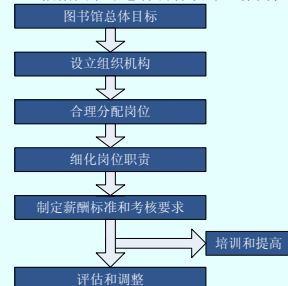 图书馆总体目标
设立组织机构
合理分配岗位
细化岗位职责
制定薪酬标准和考核要求
培训和提高
评估和调整